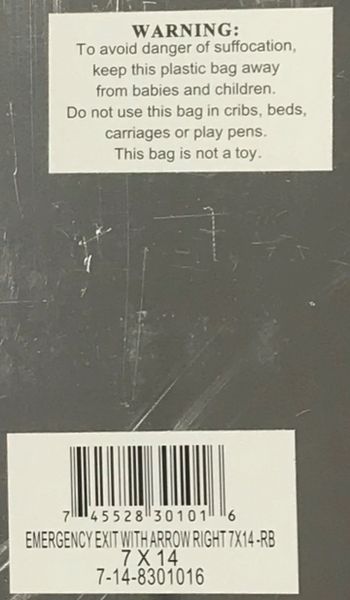 WARNING:
To avoid danger of suffocation,
keep this plastic bag away
from babies and children.
Do not use this bag in cribs, beds,
carriages or play pens.
This bag is not a toy.
7 45528 30101 6
EMERGENCY EXIT WITH ARROW RIGHT 7X14 -RB
7 X 14
7-14-8301016